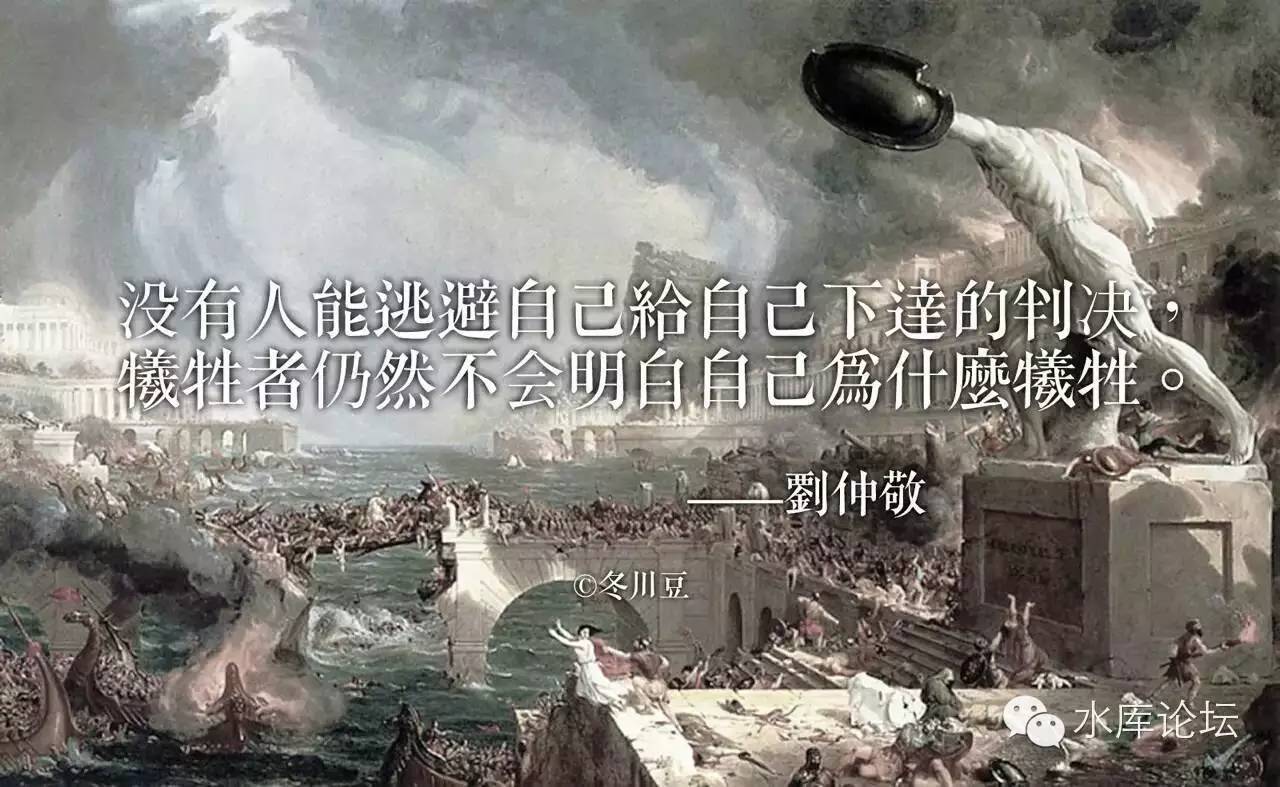 没有人能逃避自己給自己下達的判决，
犧牲者仍然不会明白自己爲什麽犧牲。
——劉仲敬
©冬川豆
水库论坛